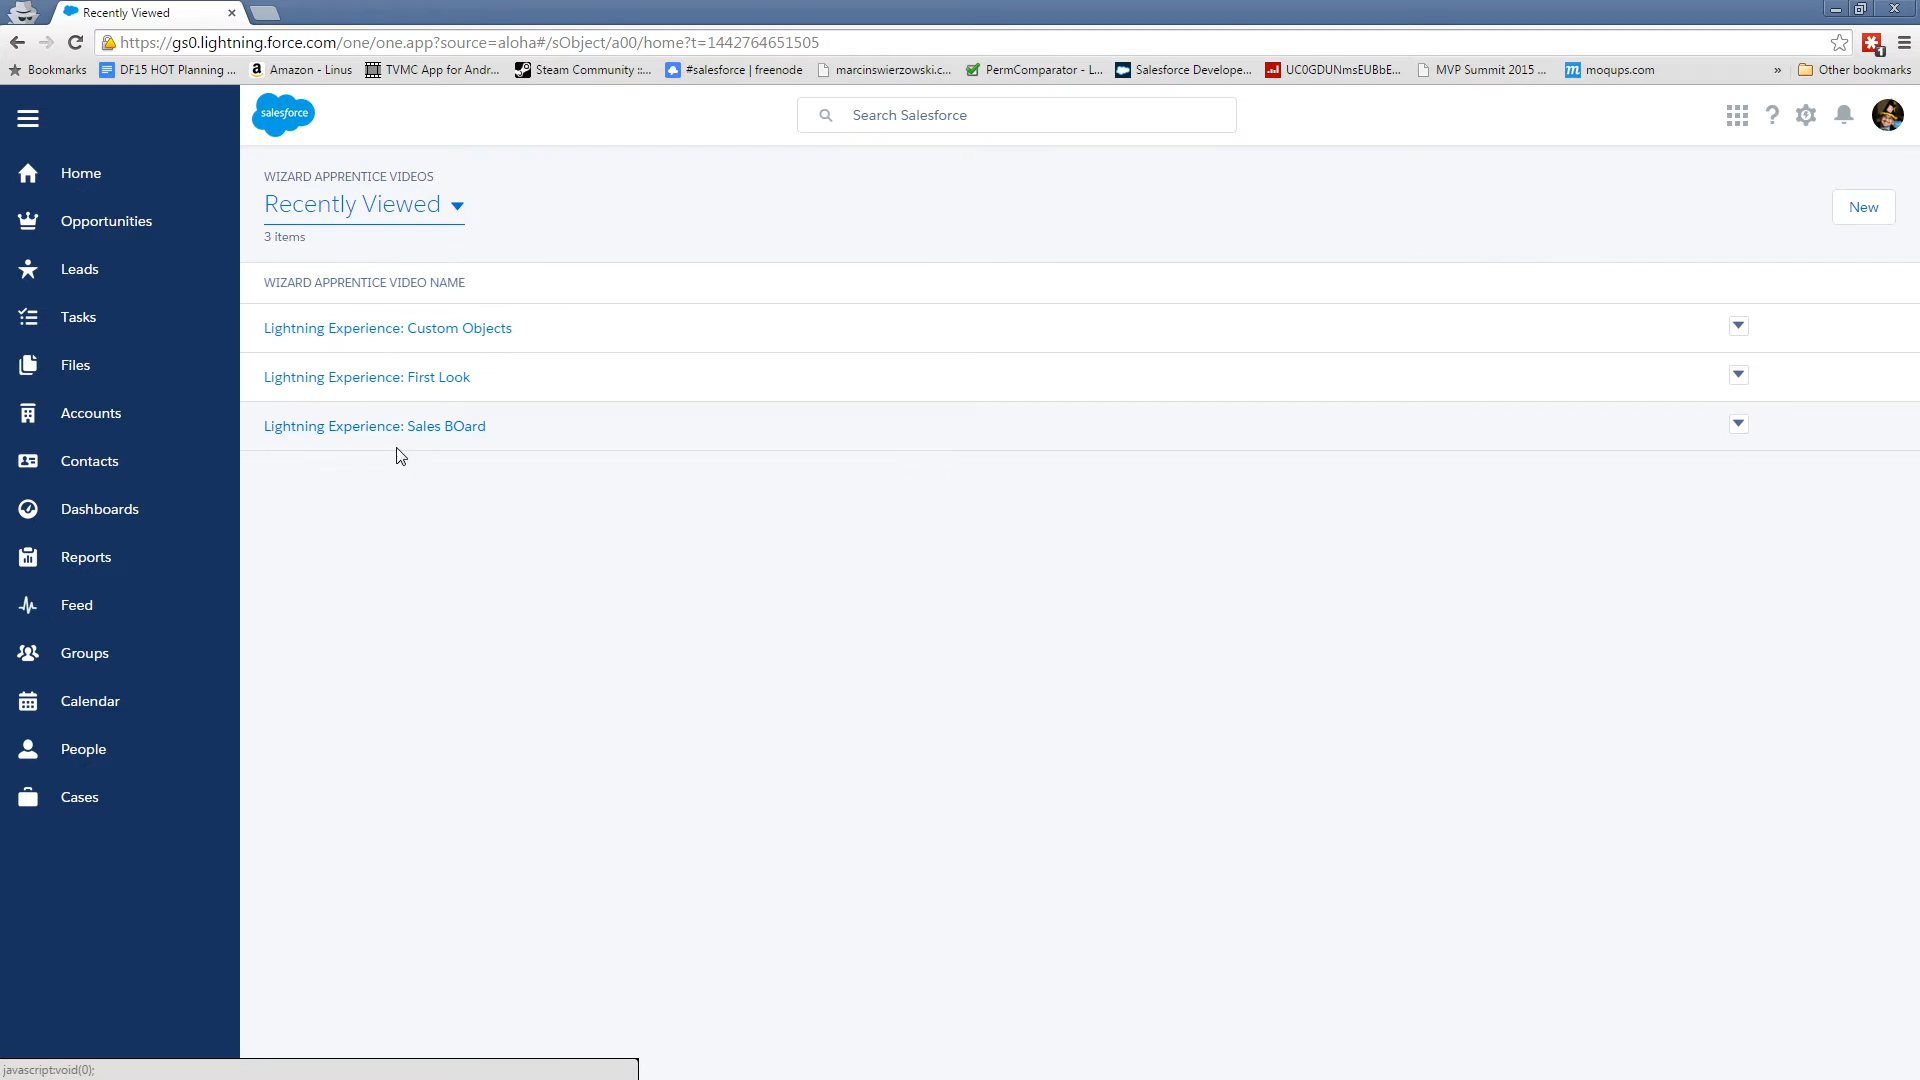 Recently Viewed
https://gs0.lightning.force.com/one/one.app?source=aloha#/sObject/a00/home?t=1442764651505
1
Bookmarks DF15 HOT Planning ... Amazon - Linus TVMC App for Andr... Steam Community ::... #salesforce | freenode marcinswierzowski.c... PermComparator - L... Salesforce Develope... UC0GDUNmsEUBbE... MVP Summit 2015 ... moqups.com » Other bookmarks
salesforce
Search Salesforce
Home
Opportunities
Leads
Tasks
Files
Accounts
Contacts
Dashboards
Reports
Feed
Groups
Calendar
People
Cases
WIZARD APPRENTICE VIDEOS
Recently Viewed
3 items
New
WIZARD APPRENTICE VIDEO NAME
Lightning Experience: Custom Objects
Lightning Experience: First Look
Lightning Experience: Sales BOard
javascript:void(0);